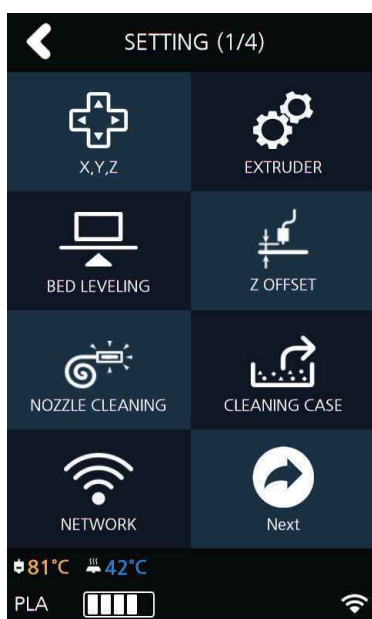 SETTING (1/4)
X,Y,Z
EXTRUDER
BED LEVELING
Z OFFSET
NOZZLE CLEANING
CLEANING CASE
NETWORK
Next
81°C 42°C
PLA